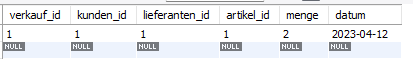 verkauf_id kunden_id lieferanten_id artikel_id menge datum
1 1 1 1 2 2023-04-12
NULL NULL NULL NULL NULL NULL